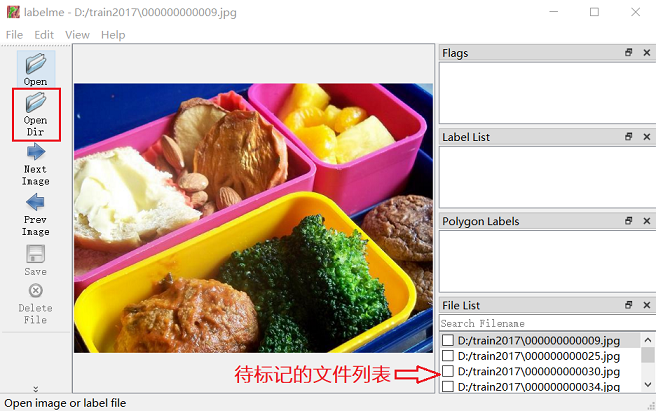 labelme - D:/train2017\000000000009.jpg
File Edit View Help
Open
Open
Dir
Next
Image
Prev
Image
Save
Delete
File
Flags
Label List
Polygon Labels
File List
Search Filename
D:/train2017\000000000009.jpg
D:/train2017\000000000025.jpg
D:/train2017\000000000030.jpg
D:/train2017\000000000034.jpg
待标记的文件列表
Open image or label file